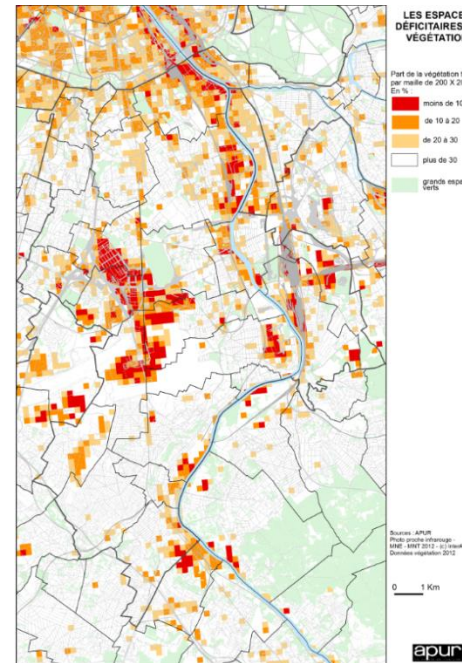 LES ESPACE
DÉFICITAIRES
VÉGÉTATION
Part de la végétation
par maille de 200 X 2
En % :
moins de 10
de 10 à 20
de 20 à 30
plus de 30
grands espa
verts
Sources : APUR
Photo proche infrarouge -
MNE - MNT 2012 - (c)
Données végétation 2012
0 1 Km
apur